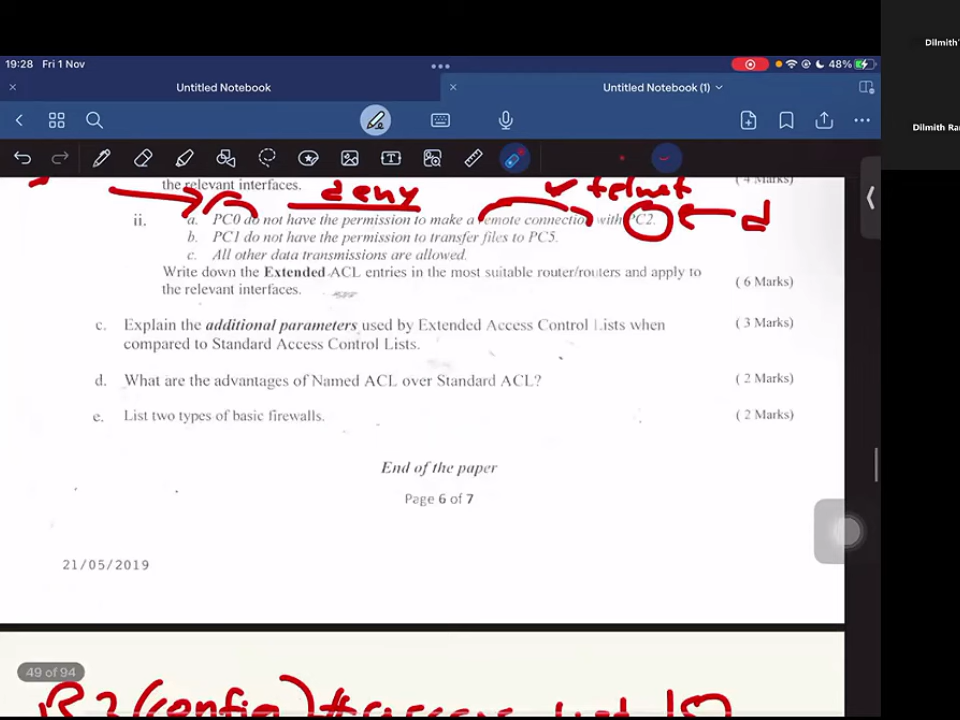 Dilmith'
19:28 Fri 1 Nov
48%
Untitled Notebook
Untitled Notebook (1)
Dilmith Ra
the relevant interfaces.
deny
telnet
(4 Marks)
ii. a. PC0 do not have the permission to make a remote connection with PC2.
d
b. PC1 do not have the permission to transfer files to PC5.
c. All other data transmissions are allowed.
Write down the Extended ACL entries in the most suitable router/routers and apply to
the relevant interfaces.
(6 Marks)
c. Explain the additional parameters used by Extended Access Control Lists when
(3 Marks)
compared to Standard Access Control Lists.
d. What are the advantages of Named ACL over Standard ACL?
(2 Marks)
e. List two types of basic firewalls.
(2 Marks)
End of the paper
Page 6 of 7
21/05/2019
49 of 94
(config)#access list 15